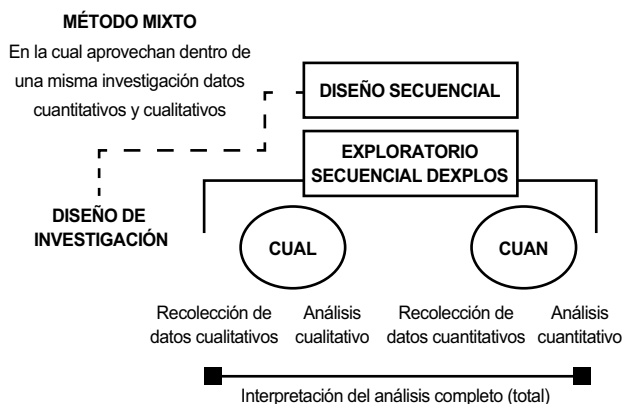 MÉTODO MIXTO
En la cual aprovechan dentro de
una misma investigación datos
cuantitativos y cualitativos
DISEÑO SECUENCIAL
EXPLORATORIO
SECUENCIAL DEXPLOS
DISEÑO DE
INVESTIGACIÓN
CUAL
CUAN
Recolección de
datos cualitativos
Análisis
cualitativo
Recolección de
datos cuantitativos
Análisis
cuantitativo
Interpretación del análisis completo (total)